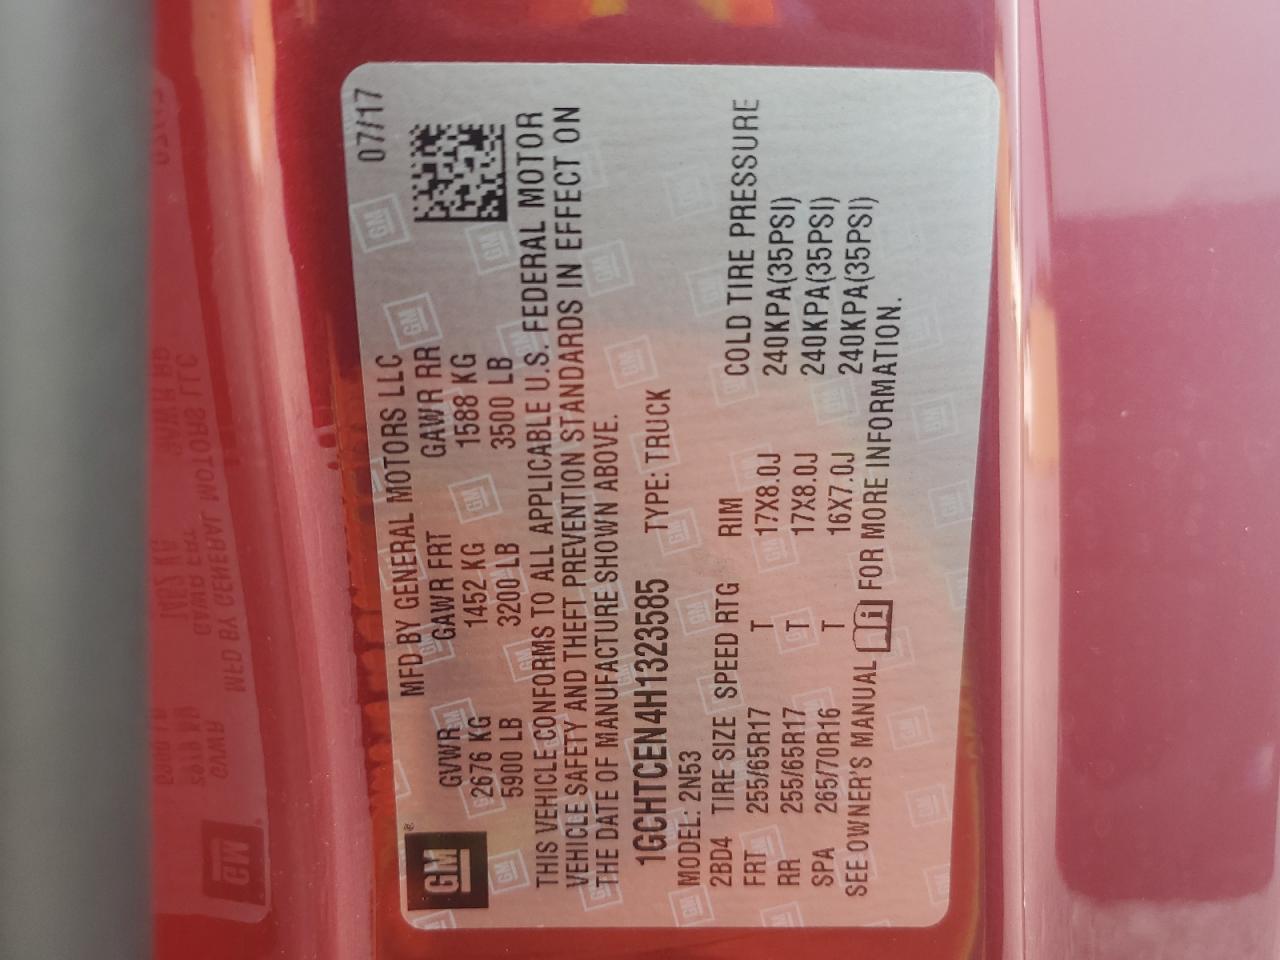 07/17
MFD BY GENERAL MOTORS LLC
GM
GVWR GAWR FRT GAWR RR
2676 KG 1452 KG 1588 KG
5900 LB 3200 LB 3500 LB
THIS VEHICLE CONFORMS TO ALL APPLICABLE U.S. FEDERAL MOTOR
VEHICLE SAFETY AND THEFT PREVENTION STANDARDS IN EFFECT ON
THE DATE OF MANUFACTURE SHOWN ABOVE.
1GCHTCEN4H1323585 TYPE: TRUCK
MODEL: 2N53
2BD4 TIRE SIZE SPEED RTG RIM COLD TIRE PRESSURE
FRT 255/65R17 T 17X8.0J 240KPA(35PSI)
RR 255/65R17 T 17X8.0J 240KPA(35PSI)
SPA 265/70R16 T 16X7.0J 240KPA(35PSI)
SEE OWNER'S MANUAL i FOR MORE INFORMATION.